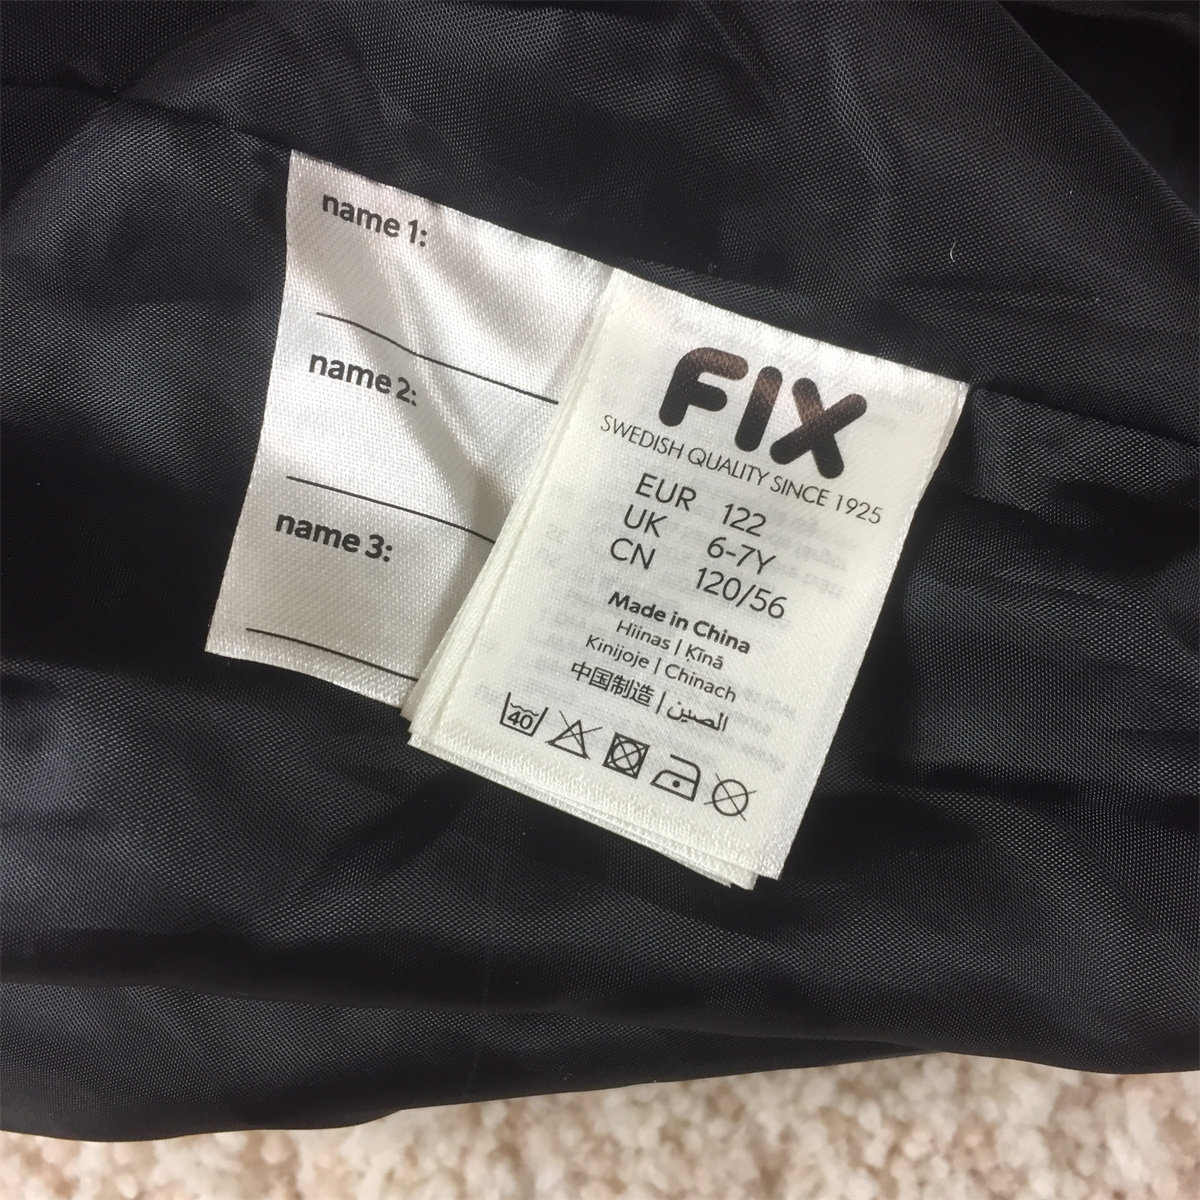 name 1:
name 2:
name 3:
FIX
SWEDISH QUALITY SINCE 1925
EUR 122
UK 6-7Y
CN 120/56
Made in China
Hiinas | Ķīnā
Kinijoje | Chinach
中国制造 | الصين
40